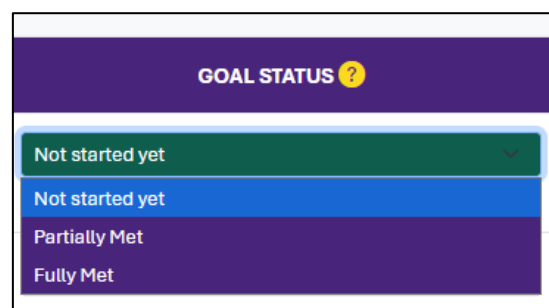 GOAL STATUS ?
Not started yet
Not started yet
Partially Met
Fully Met